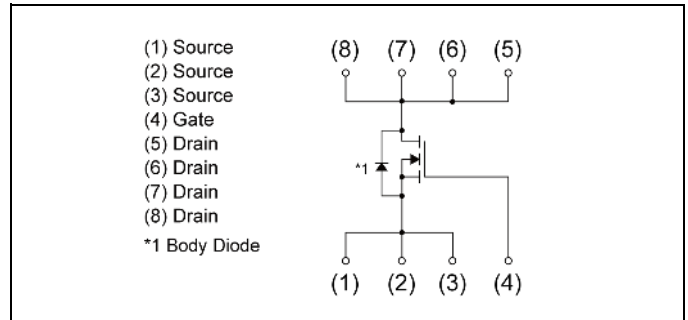 (1) Source
(2) Source
(3) Source
(4) Gate
(5) Drain
(6) Drain
(7) Drain
(8) Drain
*1 Body Diode
(8) (7) (6) (5)
*1
(1) (2) (3) (4)